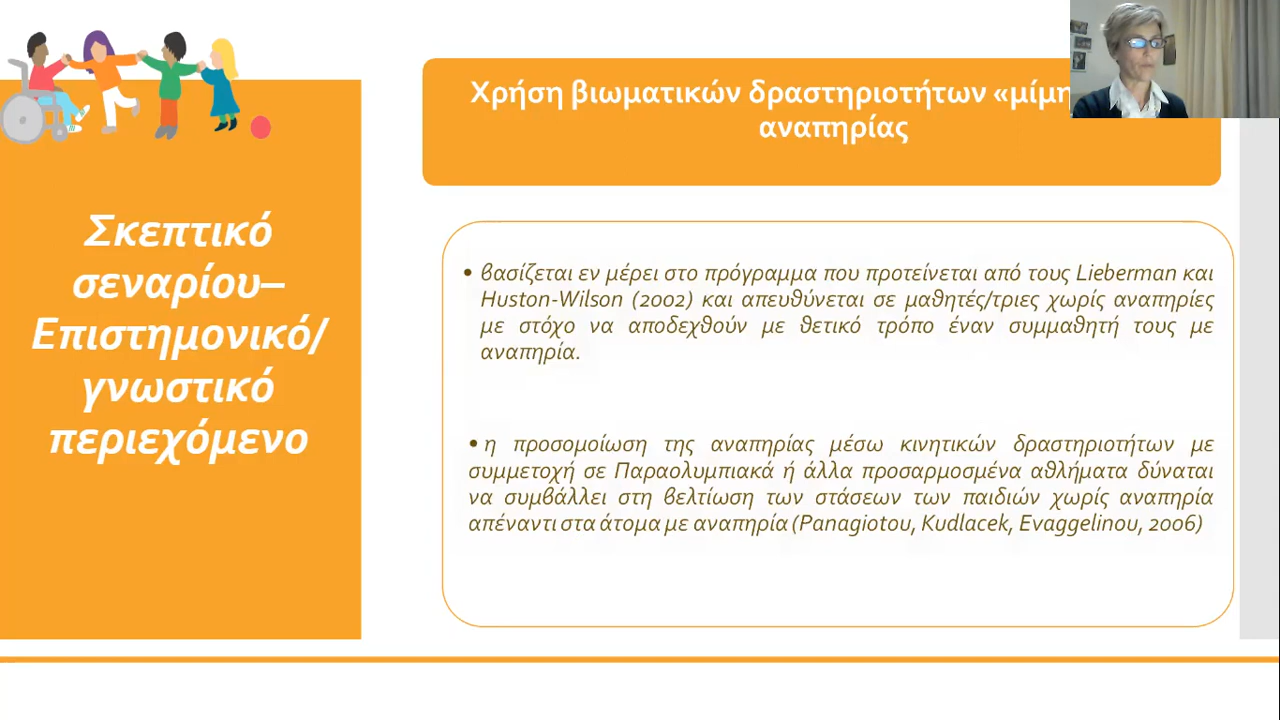 Σκεπτικό
σεναρίου–
Επιστημονικό/
γνωστικό
περιεχόμενο
Χρήση βιωματικών δραστηριοτήτων
αναπηρίας
• βασίζεται εν μέρει στο πρόγραμμα που προτείνεται από τους Lieberman και
Huston-Wilson (2002) και απευθύνεται σε μαθητές/τριες χωρίς αναπηρίες
με στόχο να αποδεχθούν με θετικό τρόπο έναν συμμαθητή τους με
αναπηρία.
• η προσομοίωση της αναπηρίας μέσω κινητικών δραστηριοτήτων με
συμμετοχή σε Παραολυμπιακά ή άλλα προσαρμοσμένα αθλήματα δύναται
να συμβάλλει στη βελτίωση των στάσεων των παιδιών χωρίς αναπηρία
απέναντι στα άτομα με αναπηρία (Panagiotou, Kudlacek, Evaggelinou, 2006)